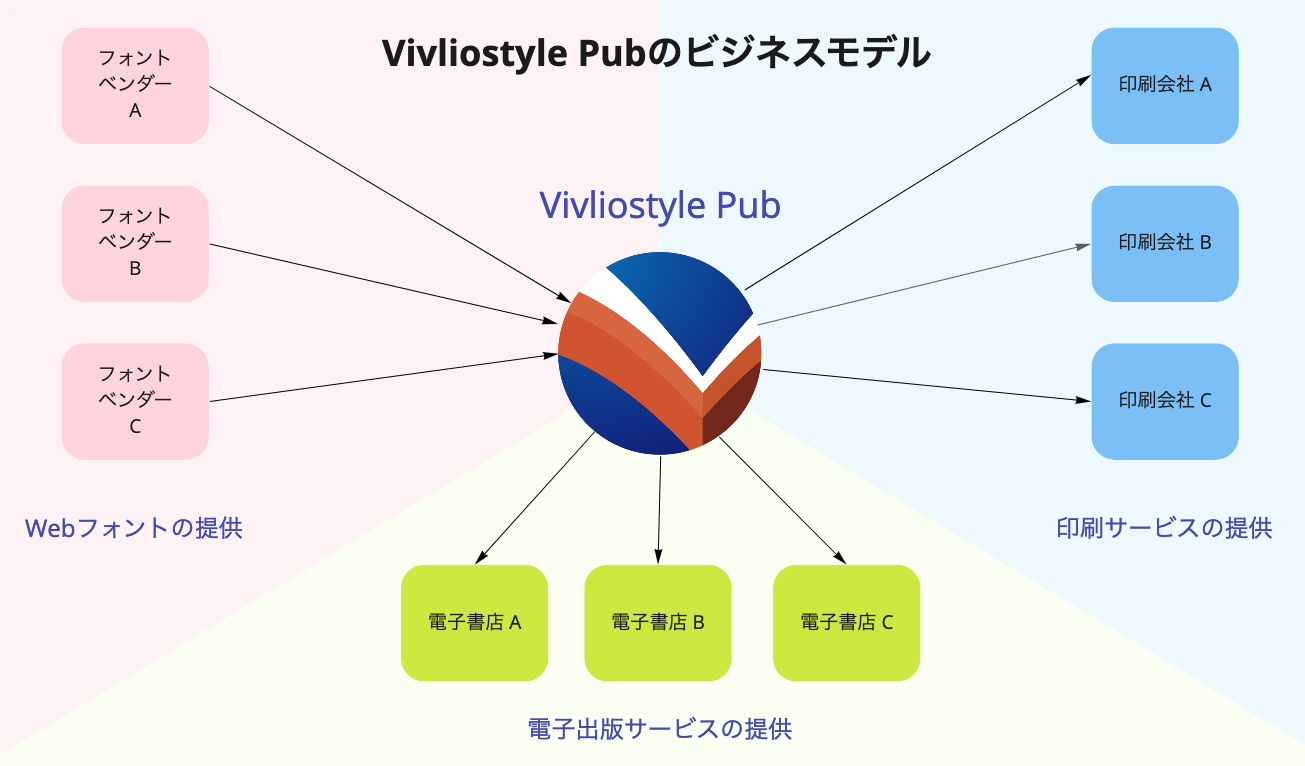 Vivliostyle Pubのビジネスモデル
フォント
ベンダー
A
フォント
ベンダー
B
フォント
ベンダー
C
Webフォントの提供
Vivliostyle Pub
印刷会社 A
印刷会社 B
印刷会社 C
印刷サービスの提供
電子書店 A
電子書店 B
電子書店 C
電子出版サービスの提供